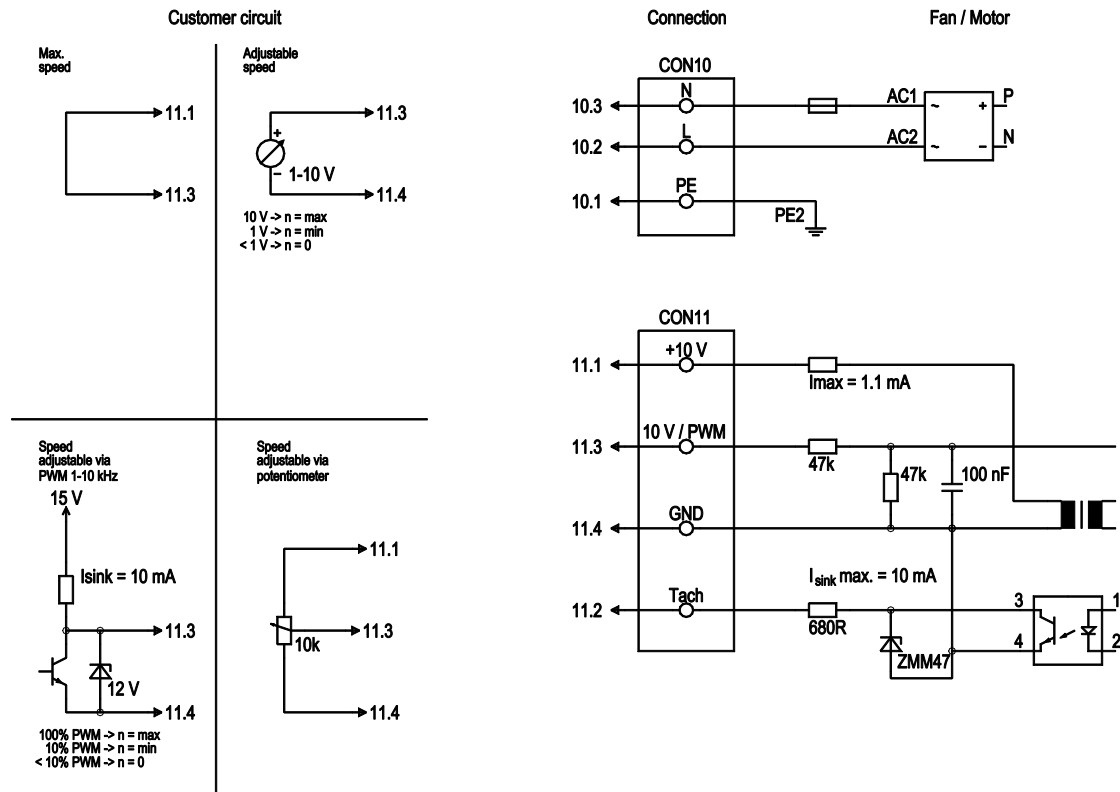 Customer circuit
Connection
Fan / Motor
Max.
speed
11.1
11.3
Adjustable
speed
11.3
+
–
1-10 V
11.4
10 V -> n = max
1 V -> n = min
< 1 V -> n = 0
CON10
N
10.3
L
10.2
PE
10.1
PE2
AC1
~
+
P
AC2
~
–
N
CON11
+10 V
11.1
Imax = 1.1 mA
10 V / PWM
11.3
47k
47k
100 nF
GND
11.4
Isink max. = 10 mA
Tach
11.2
680R
ZMM47
3
4
1
2
Speed
adjustable via
PWM 1-10 kHz
15 V
Isink = 10 mA
11.3
12 V
11.4
100% PWM -> n = max
10% PWM -> n = min
< 10% PWM -> n = 0
Speed
adjustable via
potentiometer
11.1
11.3
10k
11.4